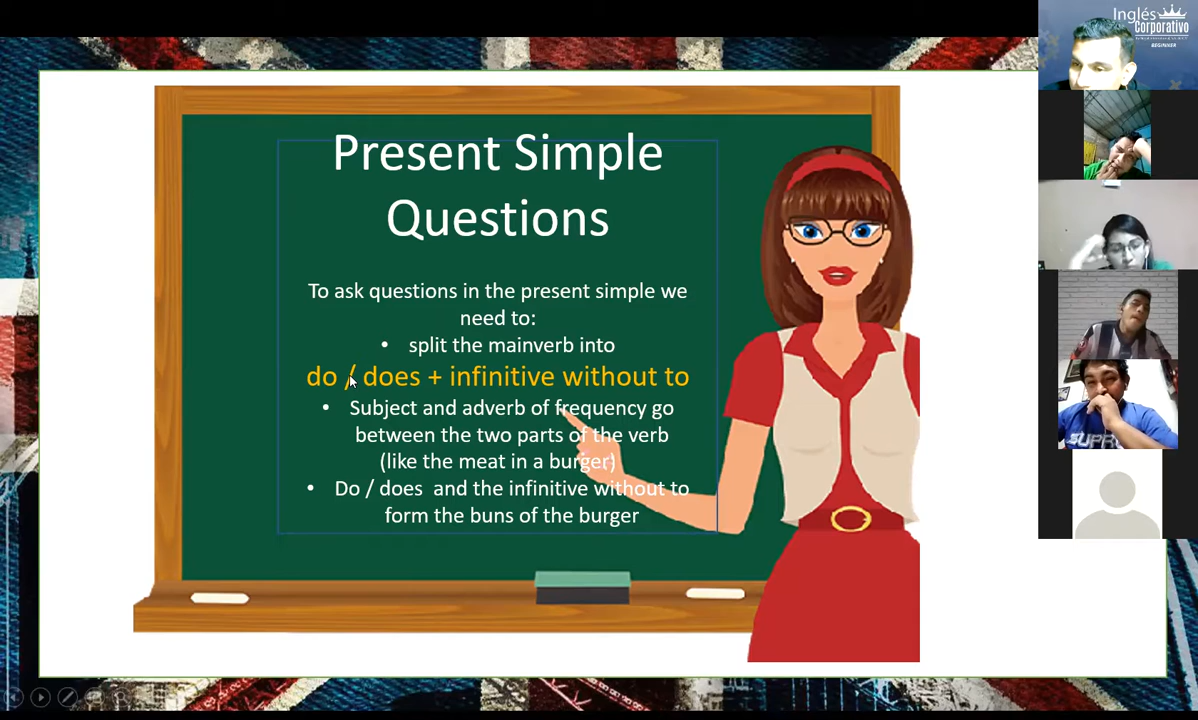 Present Simple
Questions
To ask questions in the present simple we
need to:
• split the mainverb into
do / does + infinitive without to
• Subject and adverb of frequency go
between the two parts of the verb
(like the meat in a burger)
• Do / does and the infinitive without to
form the buns of the burger
Inglés
Corporativo
BEGINNER
SUPR